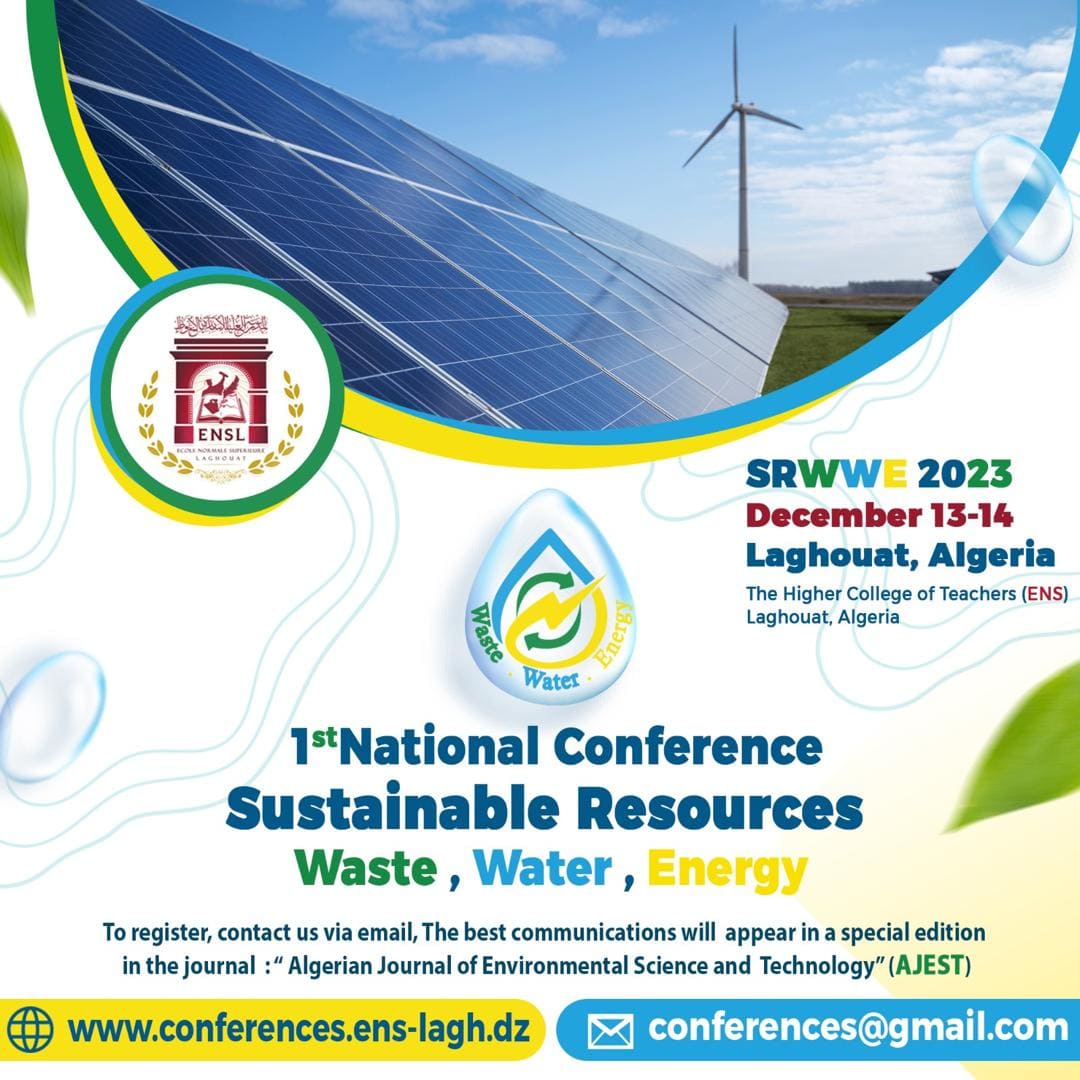 ENSL
ECOLE NORMALE SUPERIEURE
LAGHOUAT
SRWWE 2023
December 13-14
Laghouat, Algeria
The Higher College of Teachers (ENS)
Laghouat, Algeria
Waste . Water . Energy
1st National Conference
Sustainable Resources
Waste , Water , Energy
To register, contact us via email, The best communications will appear in a special edition
in the journal : “ Algerian Journal of Environmental Science and Technology” (AJEST)
www.conferences.ens-lagh.dz
conferences@gmail.com